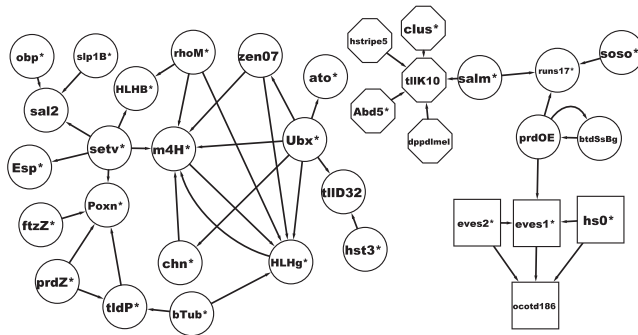 obp*
slp1B*
rhoM*
zen07
ato*
hstripe5
clus*
tllK10
salm*
runs17*
soso*
sal2
HLHB*
Abd5*
dppdlmel
prdOE
btdSsBg
Esp*
setv*
m4H*
Ubx*
tllD32
Poxn*
ftzZ*
chn*
HLHg*
hst3*
eves2*
eves1*
hs0*
prdZ*
tldP*
bTub*
ocotd186